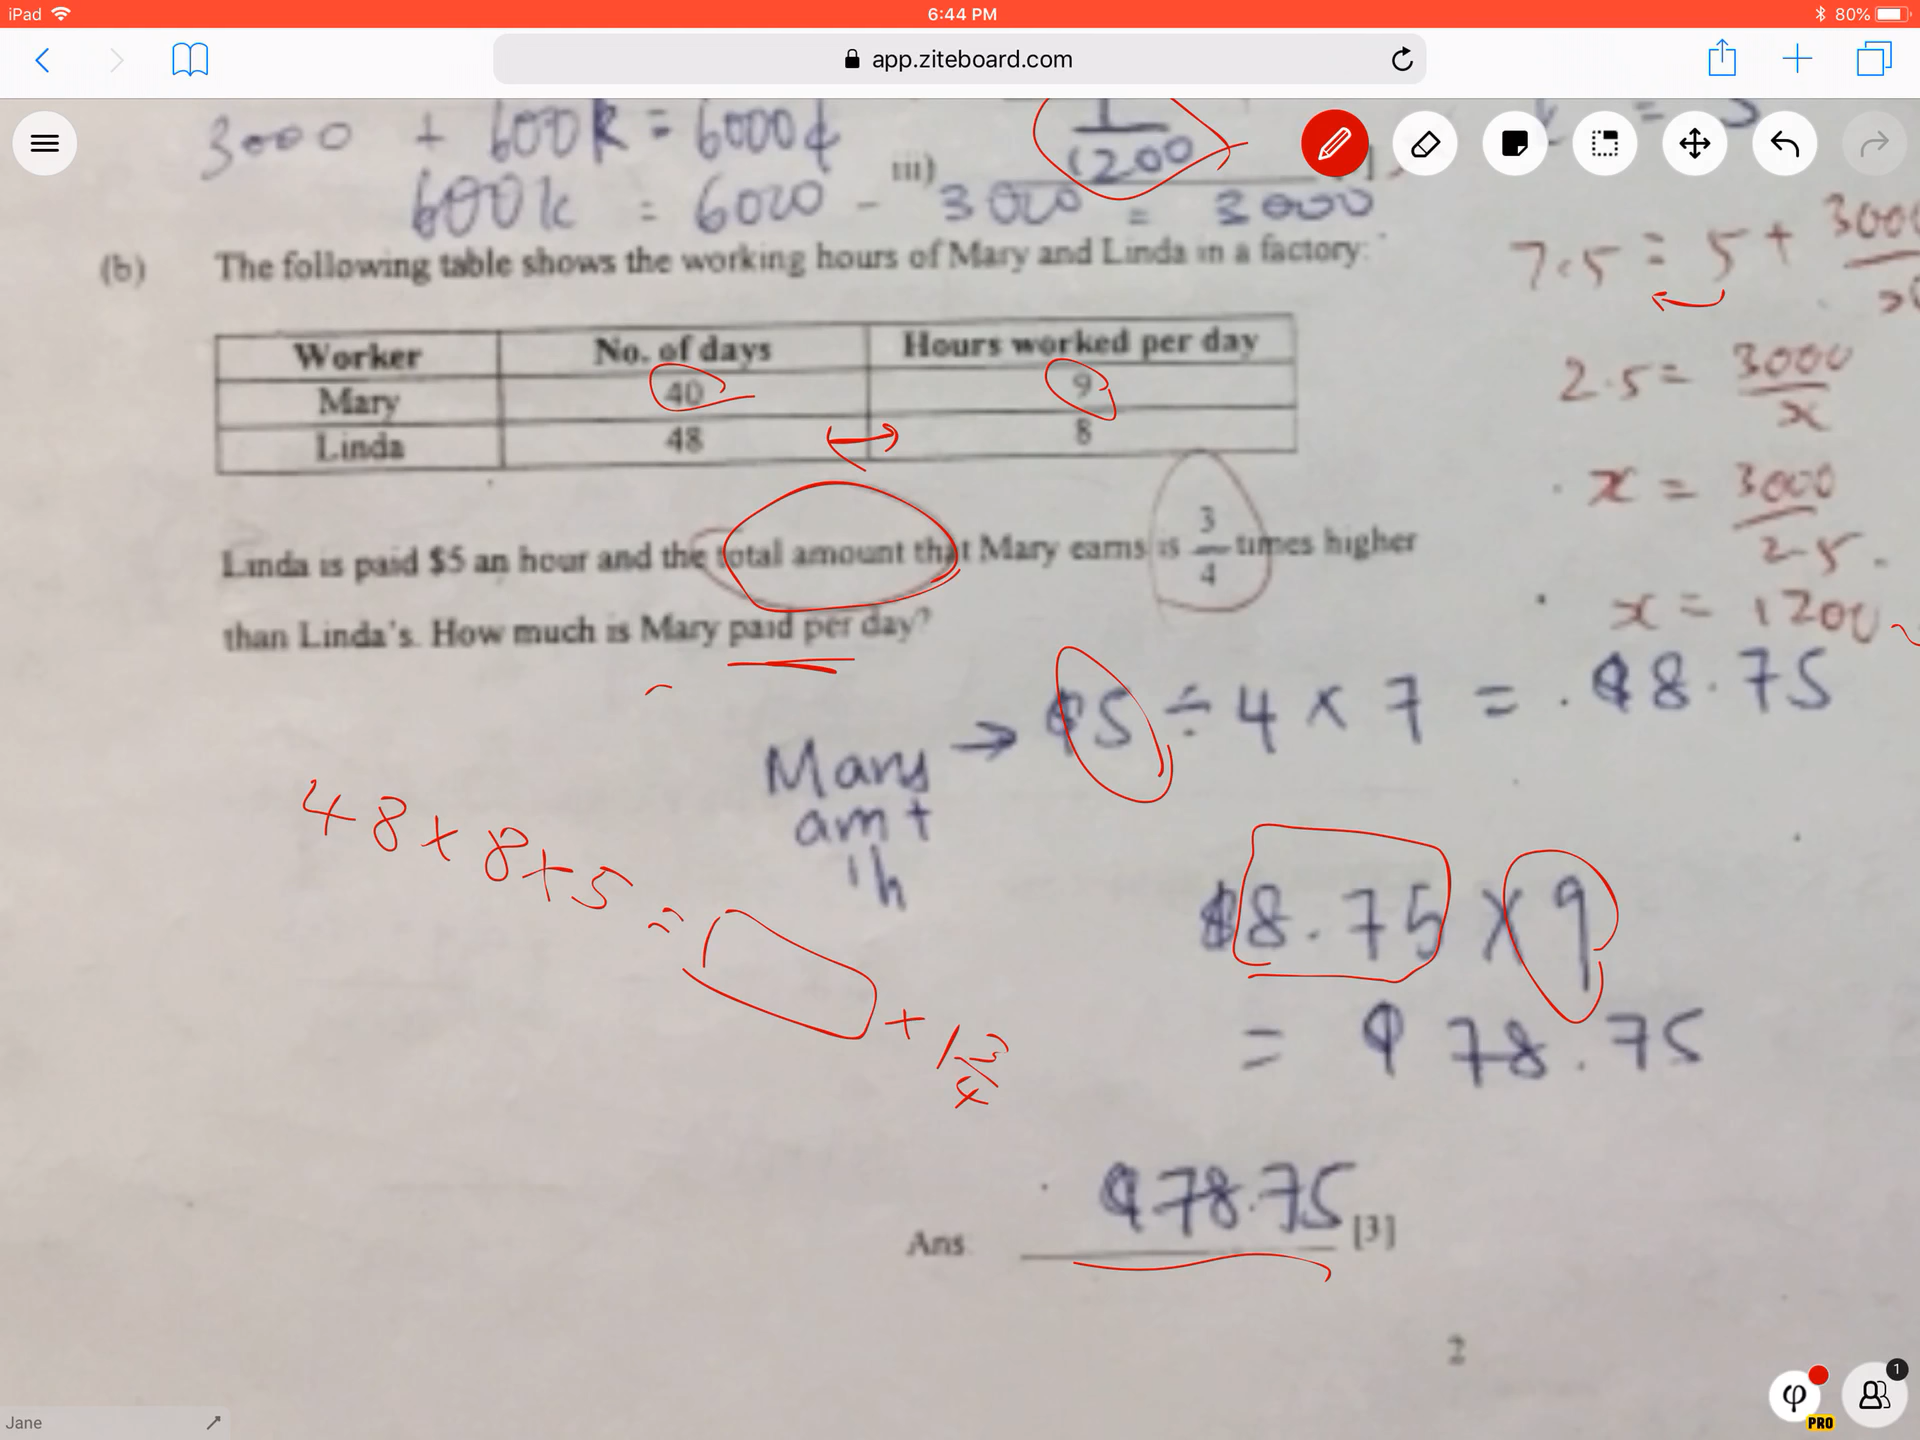 iPad 6:44 PM 80%
app.ziteboard.com
3000 + 600k = 6000¢
iii) 1/1200
600k = 6000 - 3000 = 3000
(b) The following table shows the working hours of Mary and Linda in a factory:
Worker No. of days Hours worked per day
Mary 40 9
Linda 48 8
Linda is paid $5 an hour and the total amount that Mary earns is 3/4 times higher
than Linda's. How much is Mary paid per day?
7.5 = 5 + 3000
2.5 = 3000/x
x = 3000/2.5
x = 1200
Marys amt 1h → $5 ÷ 4 × 7 = $8.75
48 × 8 × 5 = × 1 3/4
$8.75 × 9
= $78.75
Ans $78.75 [3]
2
Jane
φ PRO
1